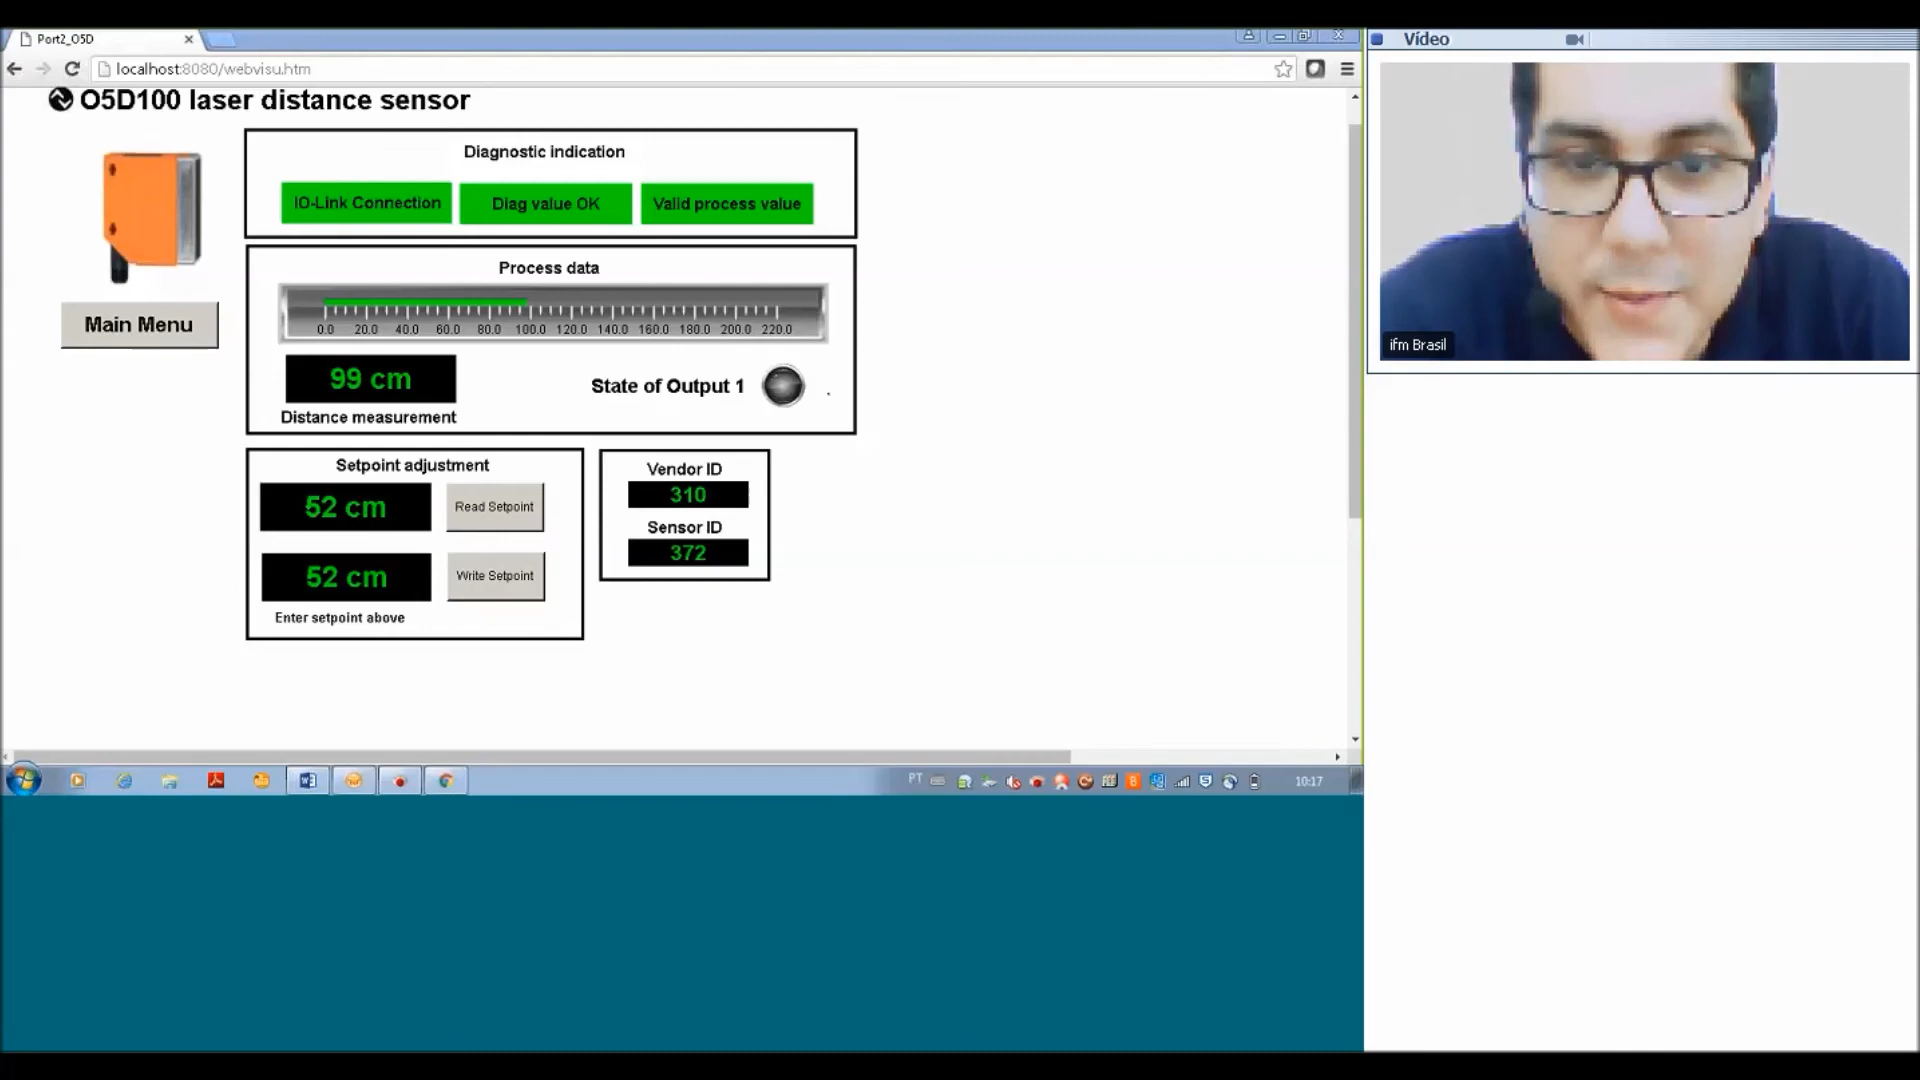 Port2_O5D
localhost:8080/webvisu.htm
O5D100 laser distance sensor
Diagnostic indication
IO-Link Connection
Diag value OK
Valid process value
Process data
0.0 20.0 40.0 60.0 80.0 100.0 120.0 140.0 160.0 180.0 200.0 220.0
99 cm
Distance measurement
State of Output 1
Main Menu
Setpoint adjustment
52 cm
Read Setpoint
52 cm
Write Setpoint
Enter setpoint above
Vendor ID
310
Sensor ID
372
PT
10:17
Vídeo
ifm Brasil